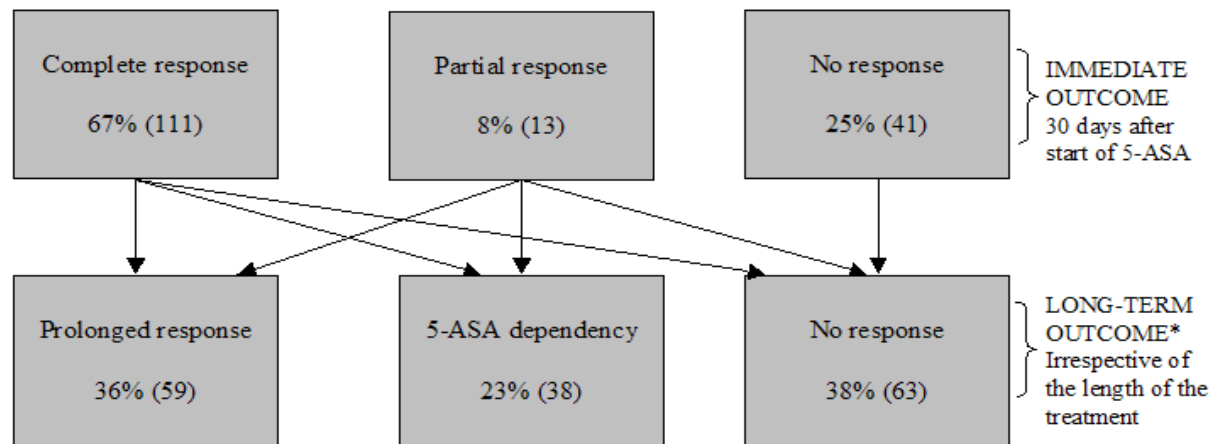 Complete response
67% (111)
Partial response
8% (13)
No response
25% (41)
IMMEDIATE
OUTCOME
30 days after
start of 5-ASA
Prolonged response
36% (59)
5-ASA dependency
23% (38)
No response
38% (63)
LONG-TERM
OUTCOME*
Irrespective of
the length of the
treatment